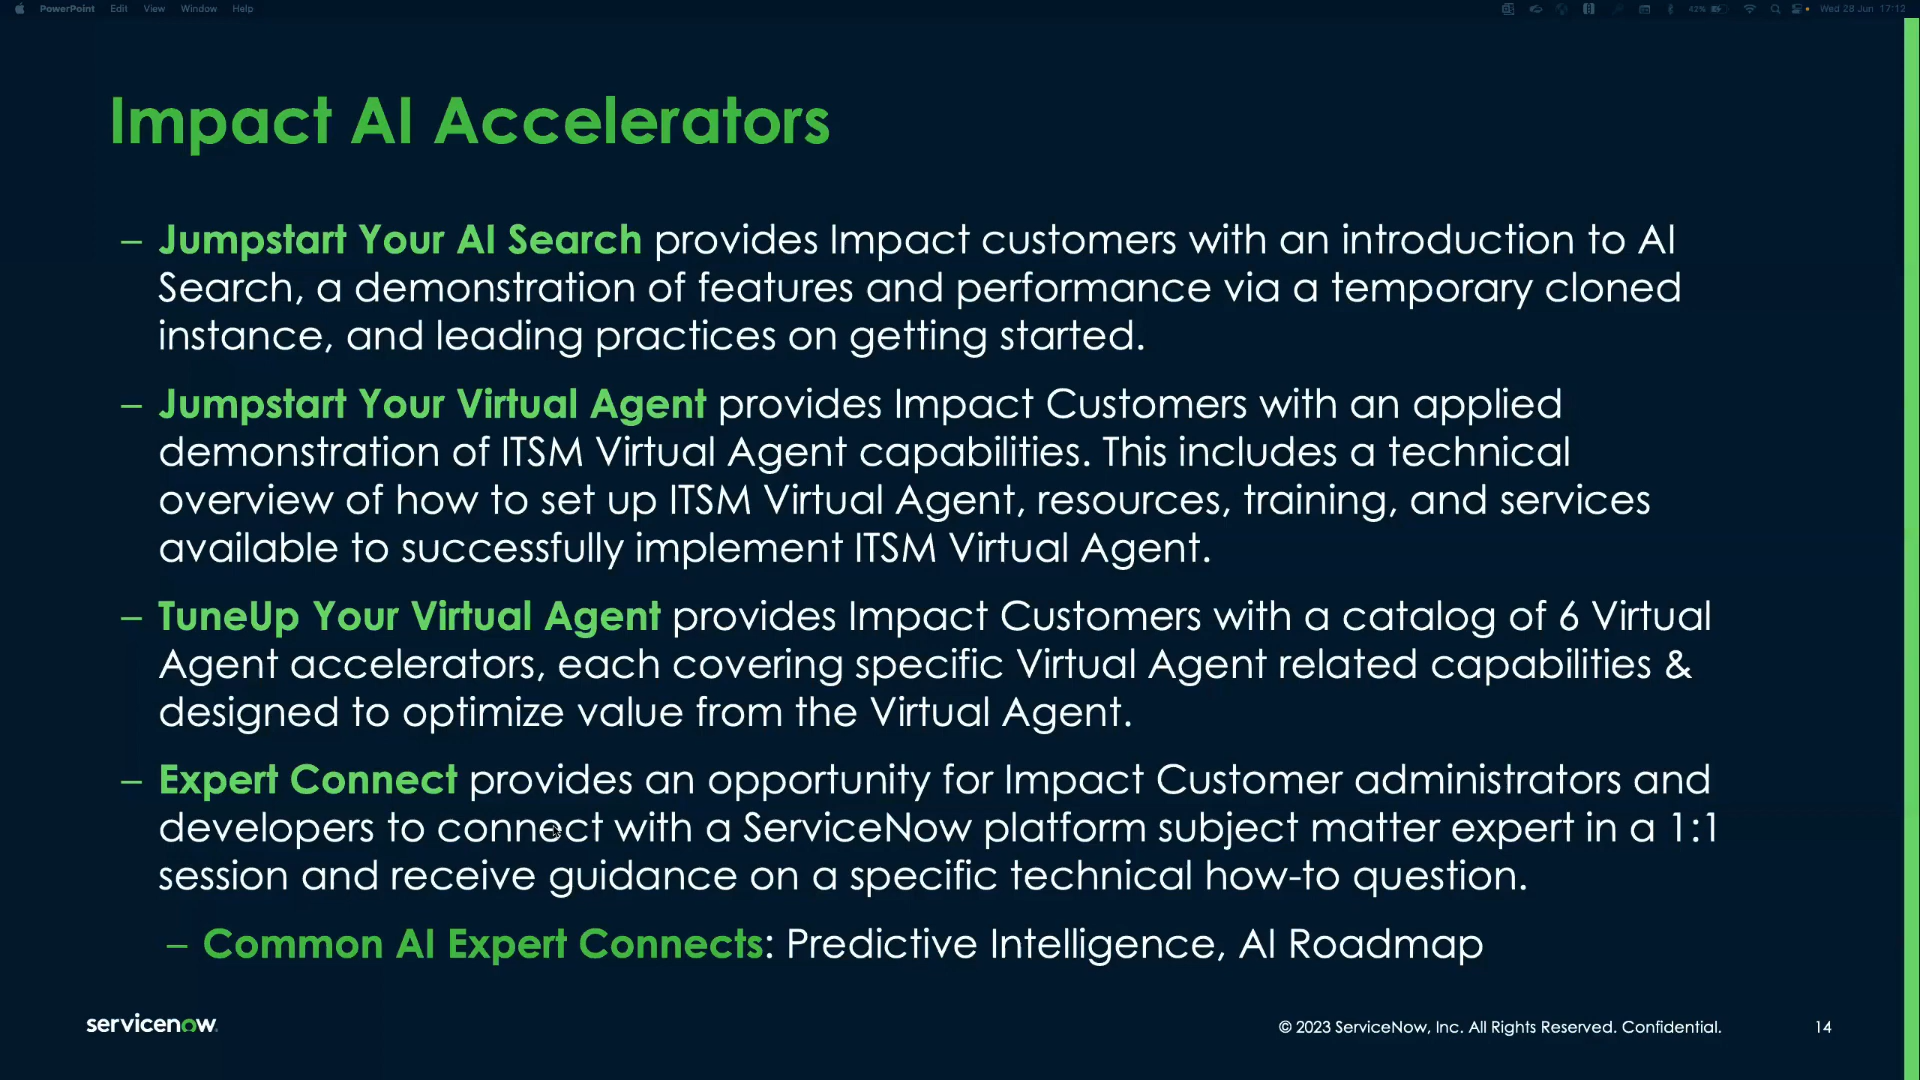 PowerPoint Edit View Window Help
42% Wed 28 Jun 17:12
Impact AI Accelerators
– Jumpstart Your AI Search provides Impact customers with an introduction to AI
Search, a demonstration of features and performance via a temporary cloned
instance, and leading practices on getting started.
– Jumpstart Your Virtual Agent provides Impact Customers with an applied
demonstration of ITSM Virtual Agent capabilities. This includes a technical
overview of how to set up ITSM Virtual Agent, resources, training, and services
available to successfully implement ITSM Virtual Agent.
– TuneUp Your Virtual Agent provides Impact Customers with a catalog of 6 Virtual
Agent accelerators, each covering specific Virtual Agent related capabilities &
designed to optimize value from the Virtual Agent.
– Expert Connect provides an opportunity for Impact Customer administrators and
developers to connect with a ServiceNow platform subject matter expert in a 1:1
session and receive guidance on a specific technical how-to question.
– Common AI Expert Connects: Predictive Intelligence, AI Roadmap
servicenow
© 2023 ServiceNow, Inc. All Rights Reserved. Confidential.
14